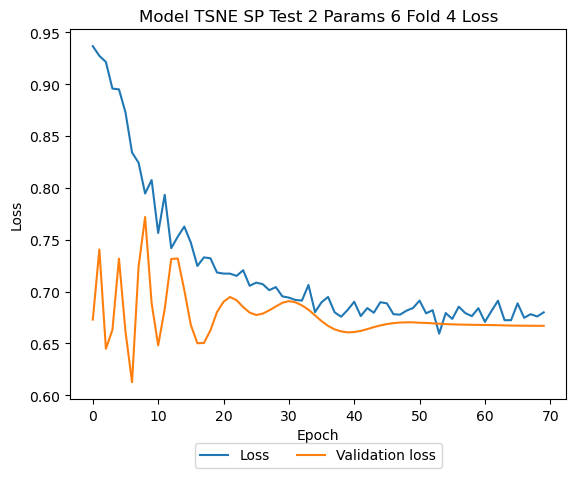 Model TSNE SP Test 2 Params 6 Fold 4 Loss
0.95
0.90
0.85
0.80
0.75
0.70
0.65
0.60
Loss
0 10 20 30 40 50 60 70
Epoch
Loss Validation loss